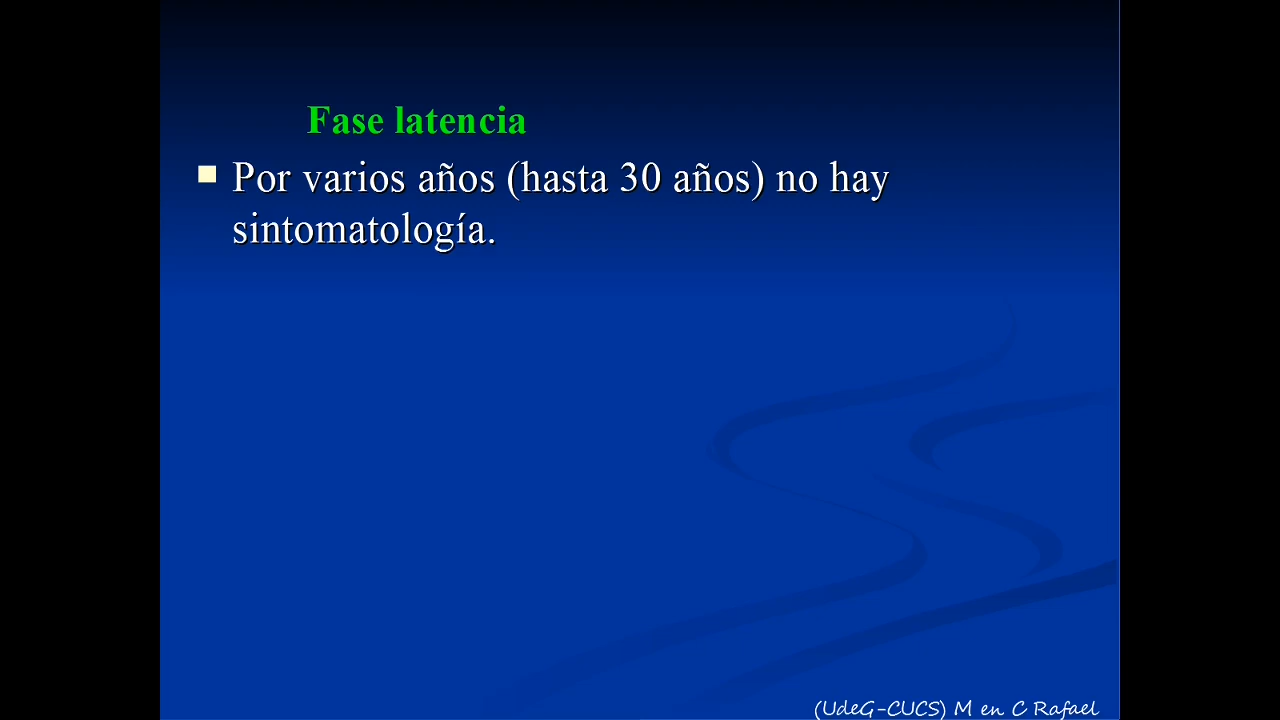 Fase latencia
Por varios años (hasta 30 años) no hay
sintomatología.
(UdeG-CUCS) M en C Rafael